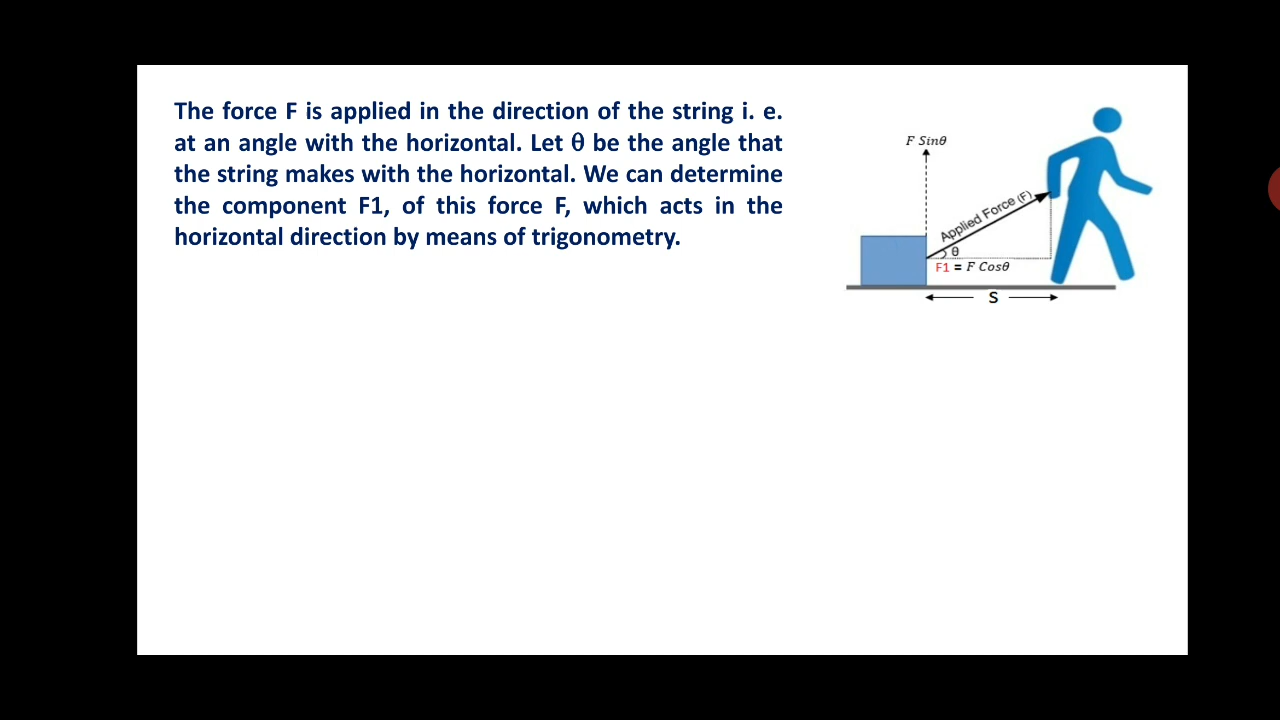 The force F is applied in the direction of the string i. e.
at an angle with the horizontal. Let θ be the angle that
the string makes with the horizontal. We can determine
the component F1, of this force F, which acts in the
horizontal direction by means of trigonometry.
F Sinθ
Applied Force (F)
θ
F1 = F Cosθ
S